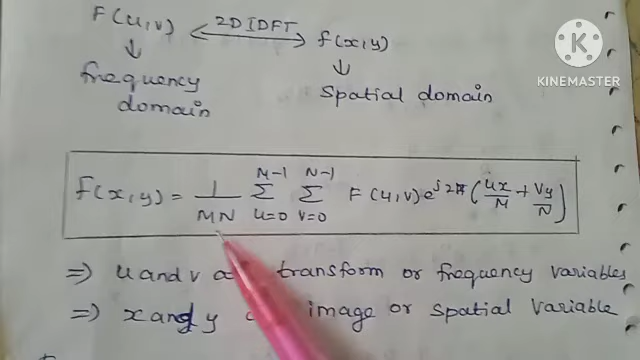 F(u,v) 2D IDFT f(x,y)
frequency domain
spatial domain
KINEMASTER
f(x,y) = 1/MN Σ_{u=0}^{M-1} Σ_{v=0}^{N-1} F(u,v) e^{j2π(ux/M + vy/N)}
⇒ u and v a transform or frequency variables
⇒ x and y image or spatial variable